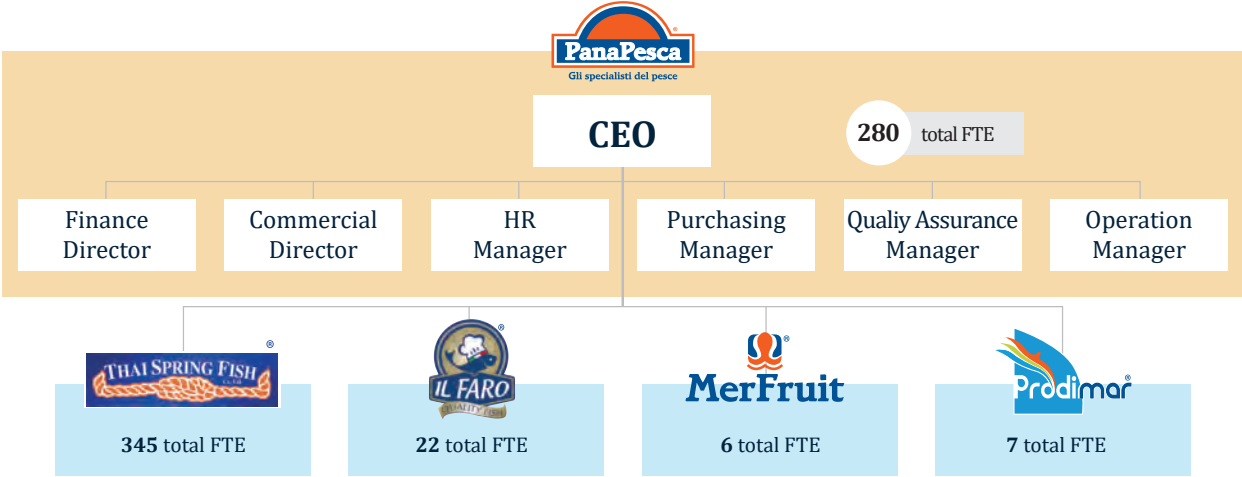 PanaPesca
®
Gli specialisti del pesce
CEO
280 total FTE
Finance
Director
Commercial
Director
HR
Manager
Purchasing
Manager
Qualiy Assurance
Manager
Operation
Manager
®
THAI SPRING FISH
Co., Ltd.
®
IL FARO
QUALITY FISH
®
MerFruit
®
Prodimar
345 total FTE
22 total FTE
6 total FTE
7 total FTE